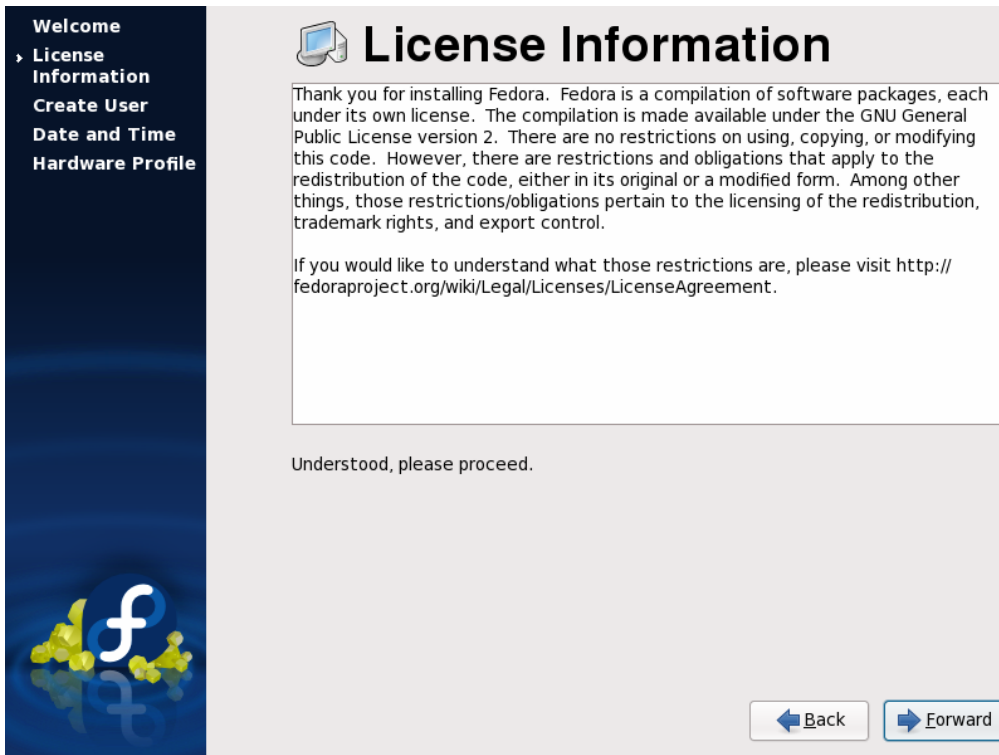 Welcome
License
Information
Create User
Date and Time
Hardware Profile
License Information
Thank you for installing Fedora.  Fedora is a compilation of software packages, each
under its own license.  The compilation is made available under the GNU General
Public License version 2.  There are no restrictions on using, copying, or modifying
this code.  However, there are restrictions and obligations that apply to the
redistribution of the code, either in its original or a modified form.  Among other
things, those restrictions/obligations pertain to the licensing of the redistribution,
trademark rights, and export control.
If you would like to understand what those restrictions are, please visit http://
fedoraproject.org/wiki/Legal/Licenses/LicenseAgreement.
Understood, please proceed.
Back
Forward